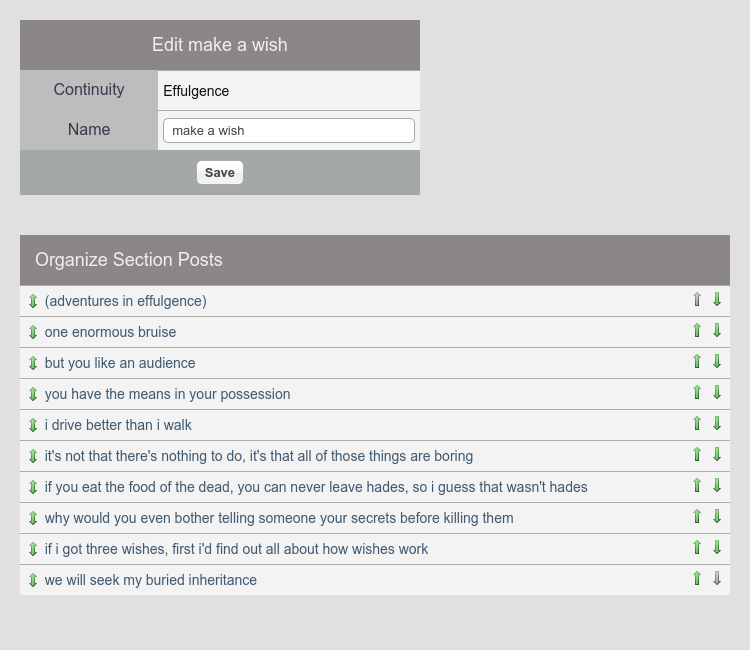 Edit make a wish
Continuity Effulgence
Name make a wish
Save
Organize Section Posts
(adventures in effulgence)
one enormous bruise
but you like an audience
you have the means in your possession
i drive better than i walk
it's not that there's nothing to do, it's that all of those things are boring
if you eat the food of the dead, you can never leave hades, so i guess that wasn't hades
why would you even bother telling someone your secrets before killing them
if i got three wishes, first i'd find out all about how wishes work
we will seek my buried inheritance